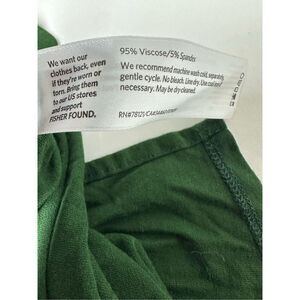 We want our
clothes back, even
if they're worn or
torn. Bring them
to our US stores
and support
FISHER FOUND.
95% Viscose/5% Spandex
We recommend machine wash cold, separately,
gentle cycle. No bleach. Line dry. Use cool iron if
necessary. May be dry cleaned.